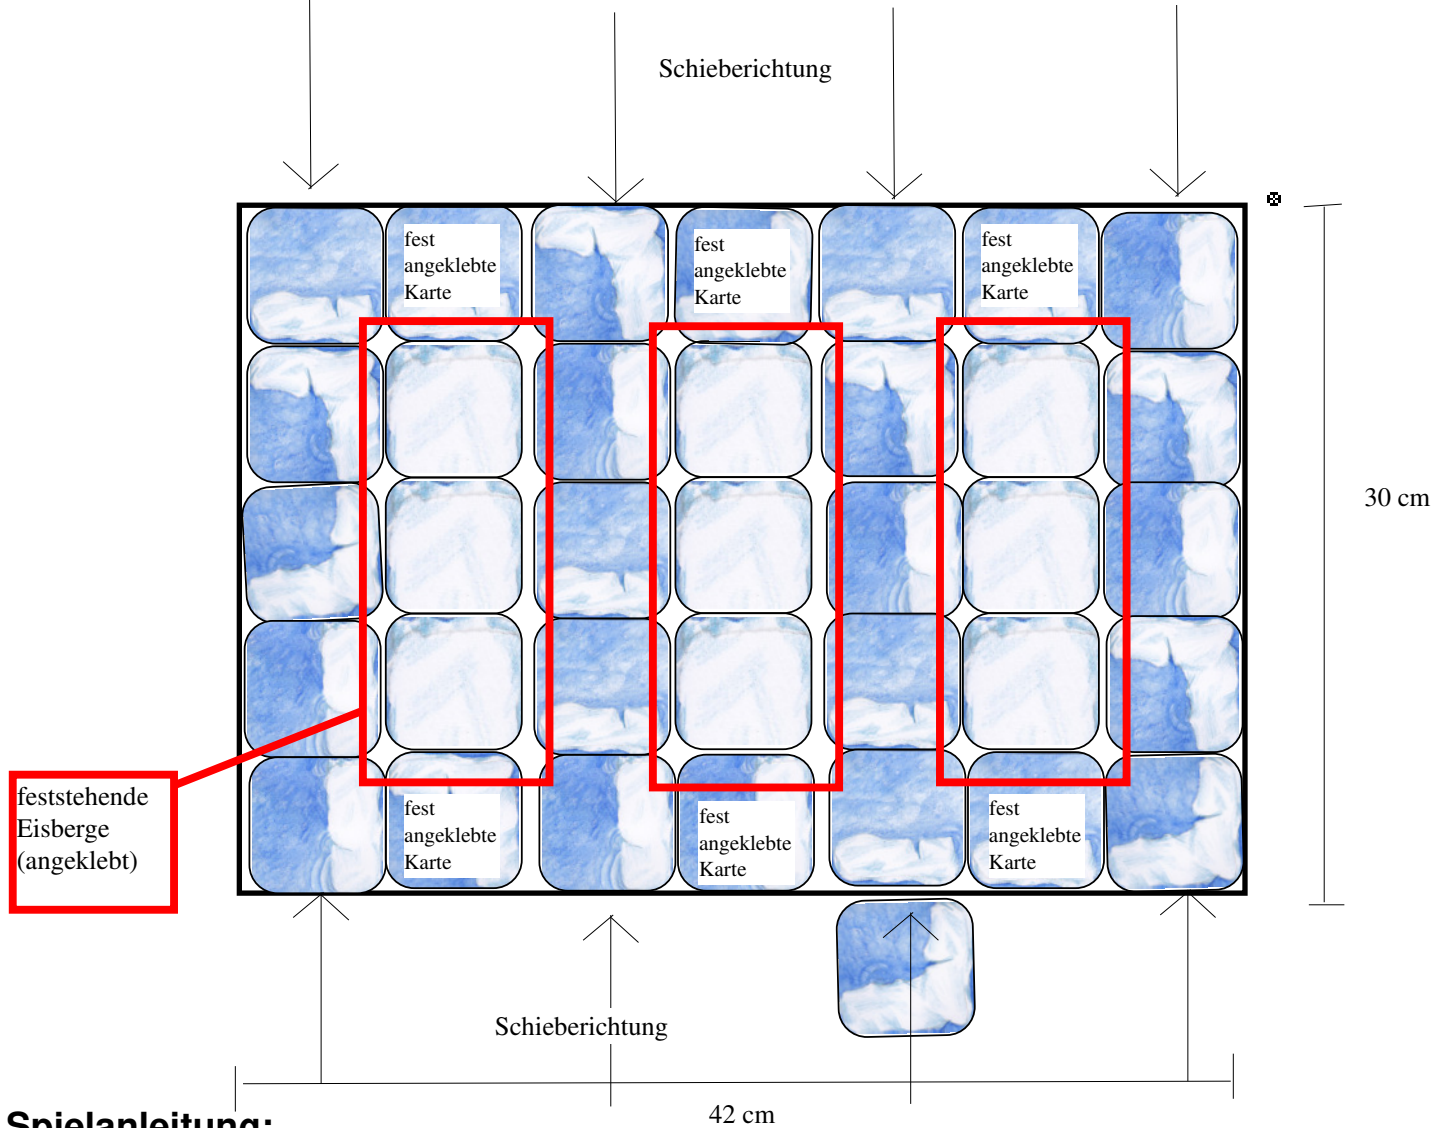 Schieberichtung
fest
angeklebte
Karte
fest
angeklebte
Karte
fest
angeklebte
Karte
30 cm
feststehende
Eisberge
(angeklebt)
fest
angeklebte
Karte
fest
angeklebte
Karte
fest
angeklebte
Karte
Schieberichtung
42 cm
Spielanleitung: